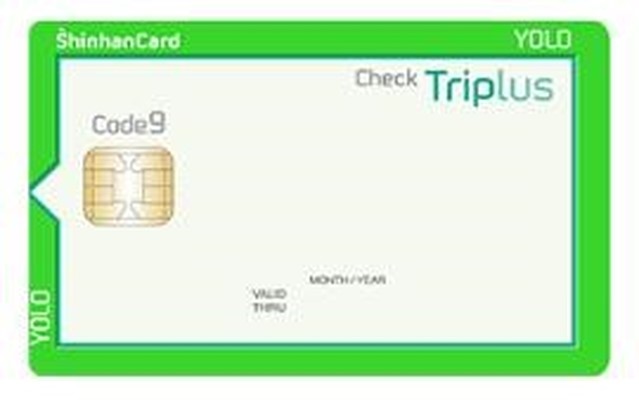 ShinhanCard
YOLO
Check Triplus
Code9
MONTH / YEAR
VALID
THRU
YOLO